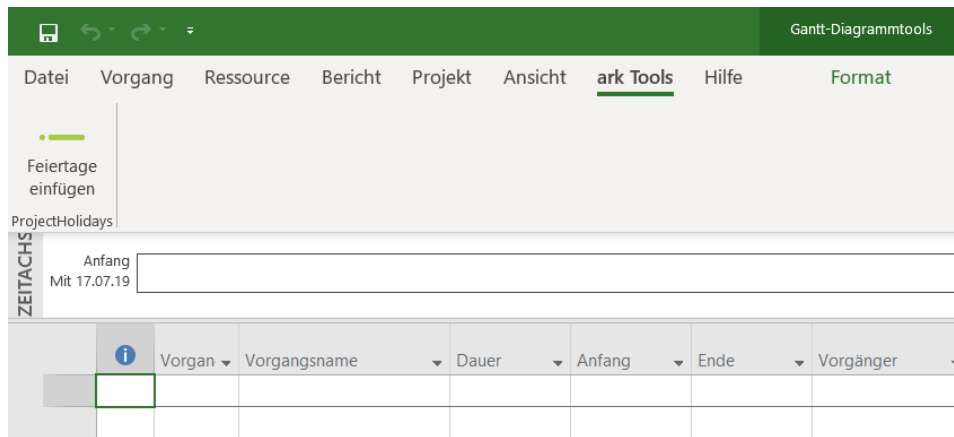 Gantt-Diagrammtools
Datei Vorgang Ressource Bericht Projekt Ansicht ark Tools Hilfe Format
Feiertage
einfügen
ProjectHolidays
ZEITACHS
Anfang
Mit 17.07.19
Vorgan Vorgangsname Dauer Anfang Ende Vorgänger